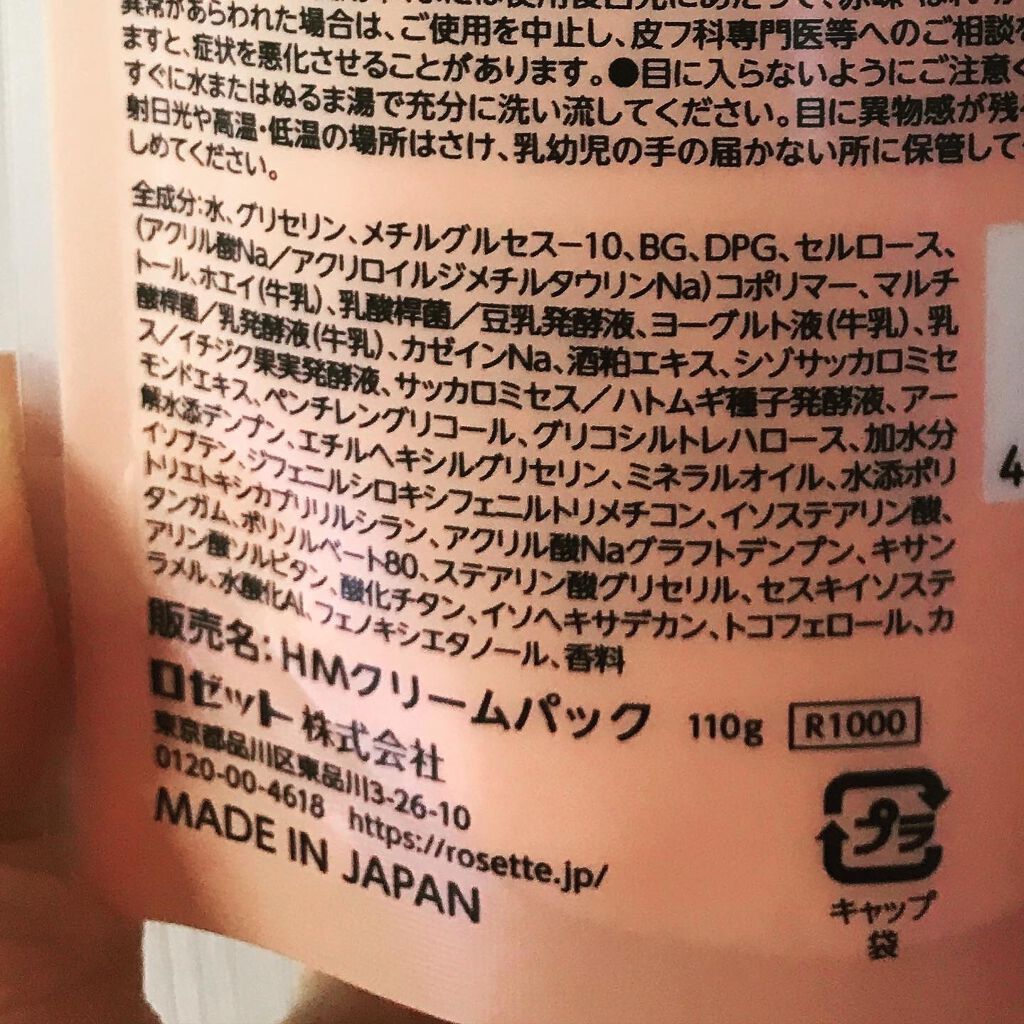 異常があらわれた場合は、ご使用を中止し、皮フ科専門医等へのご相談を
ますと、症状を悪化させることがあります。●目に入らないようにご注意く
すぐに水またはぬるま湯で充分に洗い流してください。目に異物感が残
射日光や高温・低温の場所はさけ、乳幼児の手の届かない所に保管して
しめてください。
全成分:水、グリセリン、メチルグルセス－10、BG、DPG、セルロース、
(アクリル酸Na／アクリロイルジメチルタウリンNa)コポリマー、マルチ
トール、ホエイ(牛乳)、乳酸桿菌／豆乳発酵液、ヨーグルト液(牛乳)、乳
酸桿菌／乳発酵液(牛乳)、カゼインNa、酒粕エキス、シゾサッカロミセ
ス／イチジク果実発酵液、サッカロミセス／ハトムギ種子発酵液、アー
モンドエキス、ペンチレングリコール、グリコシルトレハロース、加水分
解水添デンプン、エチルヘキシルグリセリン、ミネラルオイル、水添ポリ
イソブテン、ジフェニルシロキシフェニルトリメチコン、イソステアリン酸、
トリエトキシカプリリルシラン、アクリル酸Naグラフトデンプン、キサン
タンガム、ポリソルベート80、ステアリン酸グリセリル、セスキイソステ
アリン酸ソルビタン、酸化チタン、イソヘキサデカン、トコフェロール、カ
ラメル、水酸化Al、フェノキシエタノール、香料
販売名:HMクリームパック 110g R1000
ロゼット株式会社
東京都品川区東品川3-26-10
0120-00-4618 https://rosette.jp/
MADE IN JAPAN
プラ
キャップ
袋
4